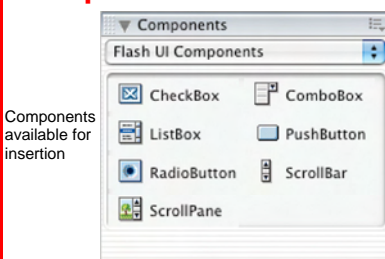 Components
Flash UI Components
CheckBox
ComboBox
Components
available for
insertion
ListBox
PushButton
RadioButton
ScrollBar
ScrollPane